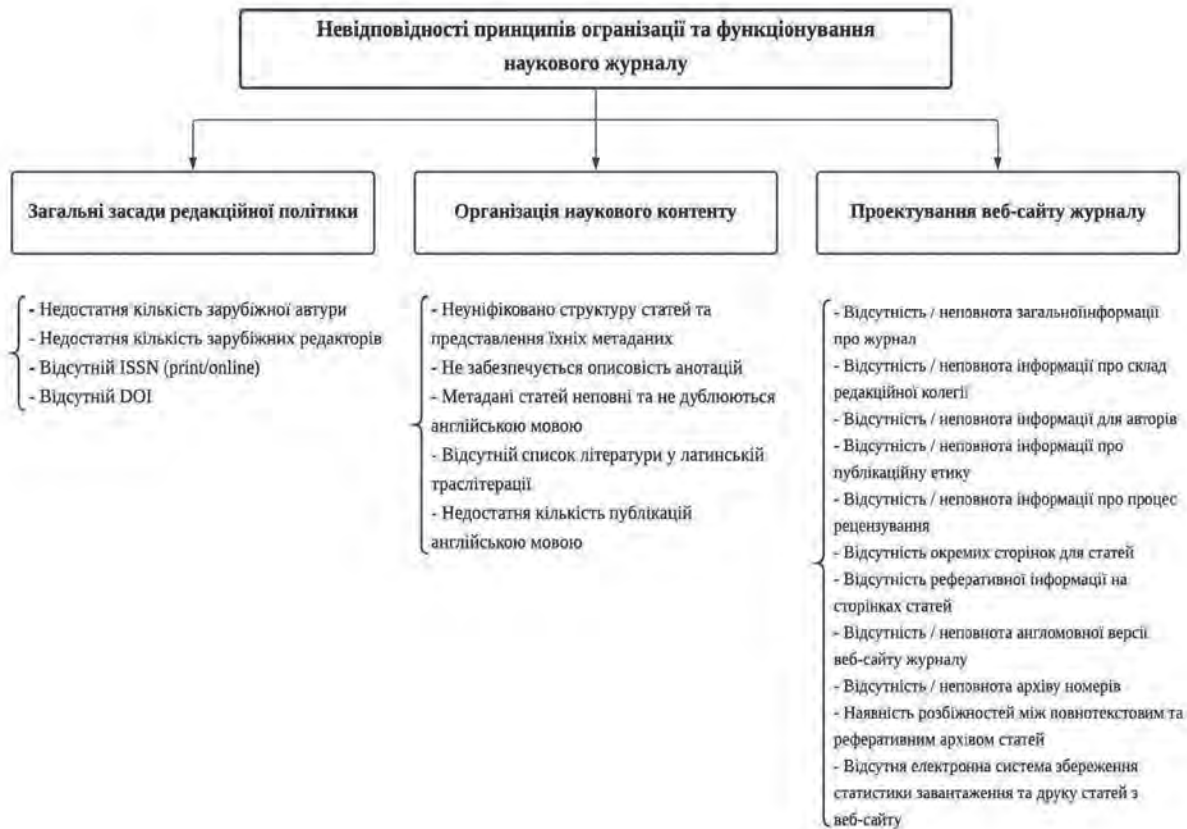 Невідповідності принципів огранізації та функціонування
наукового журналу
Загальні засади редакційної політики
Організація наукового контенту
Проектування веб-сайту журналу
- Недостатня кількість зарубіжної автури
- Недостатня кількість зарубіжних редакторів
- Відсутній ISSN (print/online)
- Відсутній DOI
- Неуніфіковано структуру статей та
представлення їхніх метаданих
- Не забезпечується описовість анотацій
- Метадані статей неповні та не дублюються
англійською мовою
- Відсутній список літератури у латинській
траслітерації
- Недостатня кількість публікацій
англійською мовою
- Відсутність / неповнота загальноїінформації
про журнал
- Відсутність / неповнота інформації про склад
редакційної колегії
- Відсутність / неповнота інформації для авторів
- Відсутність / неповнота інформації про
публікаційну етику
- Відсутність / неповнота інформації про процес
рецензування
- Відсутність окремих сторінок для статей
- Відсутність реферативної інформації на
сторінках статей
- Відсутність / неповнота англомовної версії
веб-сайту журналу
- Відсутність / неповнота архіву номерів
- Наявність розбіжностей між повнотекстовим та
реферативним архівом статей
- Відсутня електронна система збереження
статистики завантаження та друку статей з
веб-сайту